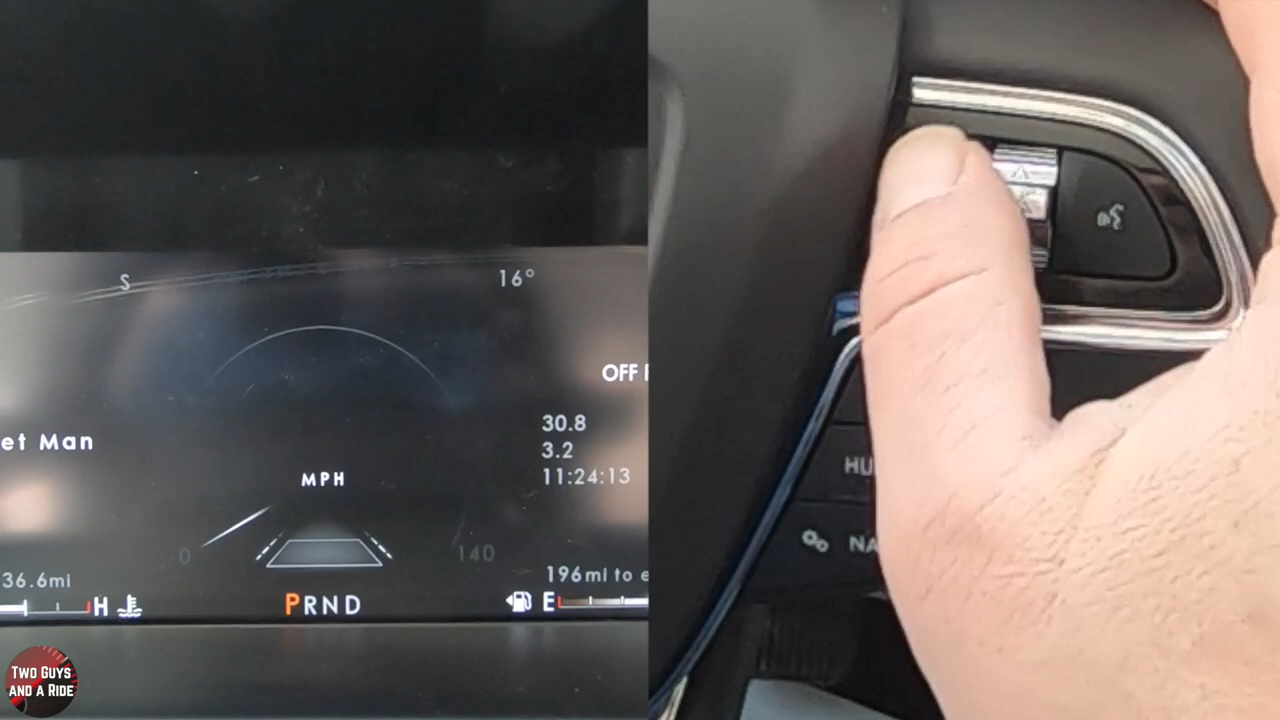 S
16°
OFF
et Man
30.8
3.2
11:24:13
MPH
0
140
36.6mi
196mi to e
H
PRND
E
HU
NA
TWO GUYS
AND A RIDE